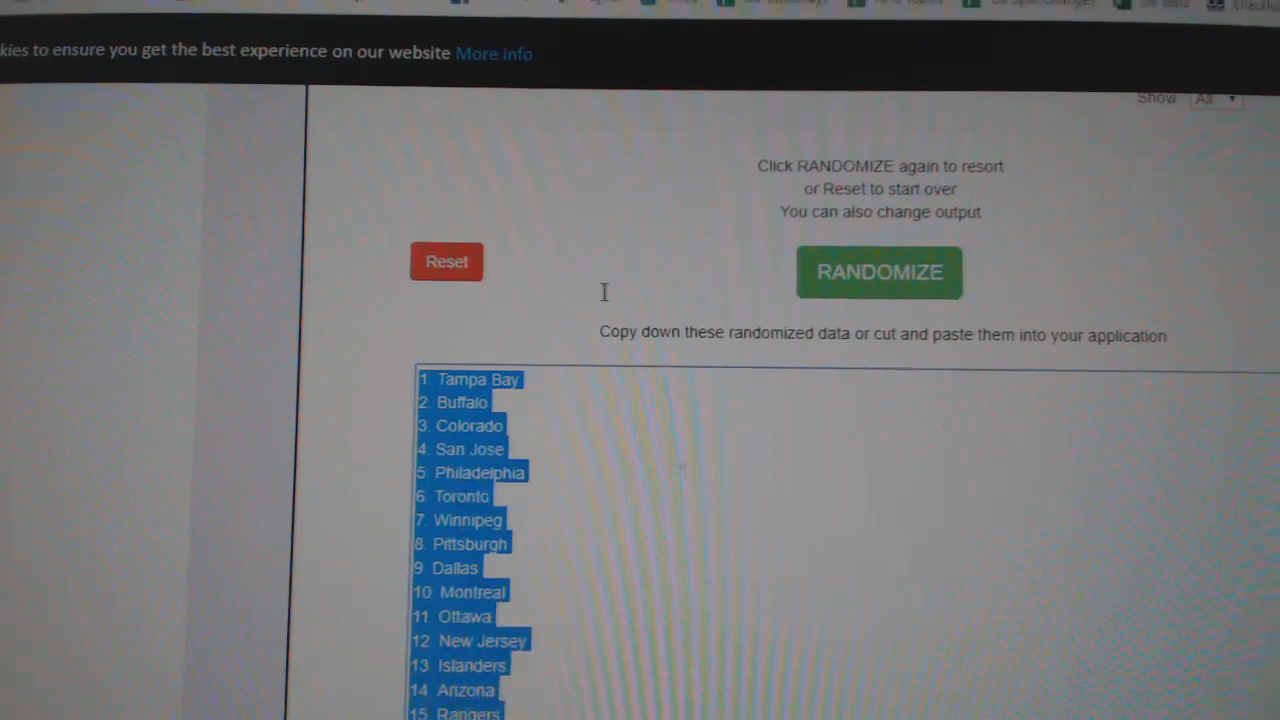 kies to ensure you get the best experience on our website More info
Show All
Click RANDOMIZE again to resort
or Reset to start over
You can also change output
Reset
RANDOMIZE
Copy down these randomized data or cut and paste them into your application
1. Tampa Bay
2. Buffalo
3. Colorado
4. San Jose
5. Philadelphia
6. Toronto
7. Winnipeg
8. Pittsburgh
9. Dallas
10. Montreal
11. Ottawa
12. New Jersey
13. Islanders
14. Arizona
15. Rangers